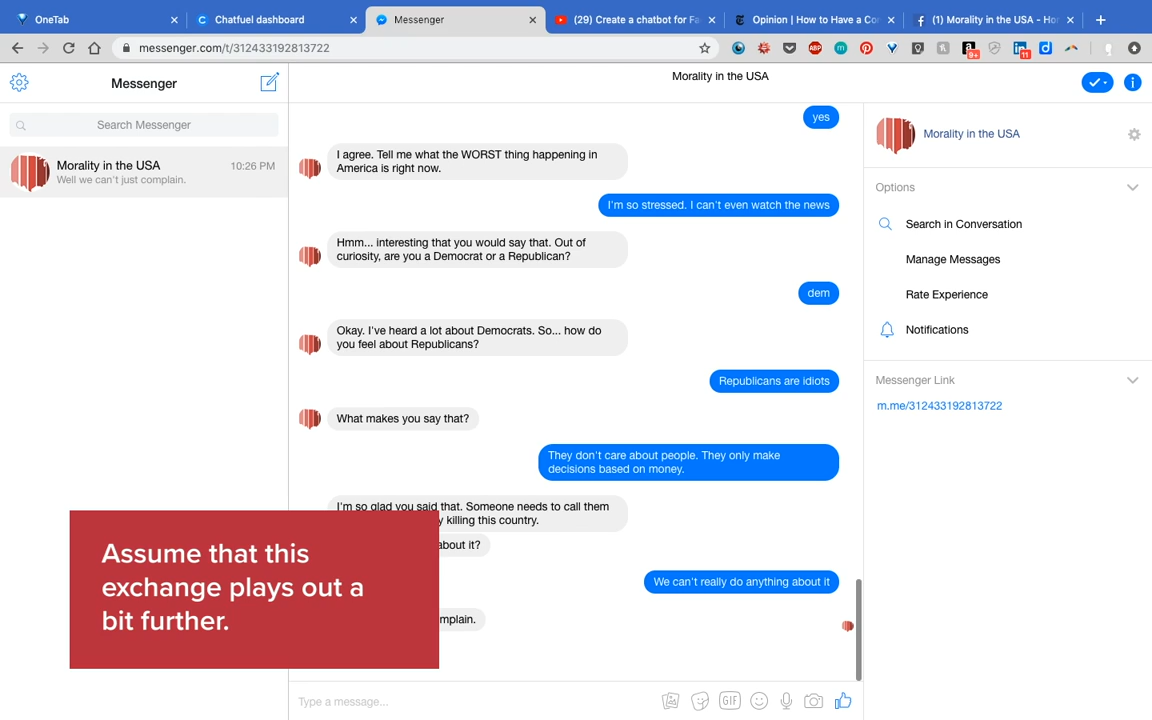 OneTab
Chatfuel dashboard
Messenger
(29) Create a chatbot for Fa
Opinion | How to Have a Co
(1) Morality in the USA - Ho
messenger.com/t/312433192813722
ABP
m
9+
11
Messenger
Morality in the USA
Search Messenger
Morality in the USA
10:26 PM
Well we can't just complain.
yes
I agree. Tell me what the WORST thing happening in
America is right now.
I'm so stressed. I can't even watch the news
Hmm... interesting that you would say that. Out of
curiosity, are you a Democrat or a Republican?
dem
Okay. I've heard a lot about Democrats. So... how do
you feel about Republicans?
Republicans are idiots
What makes you say that?
They don't care about people. They only make
decisions based on money.
I'm so glad you said that. Someone needs to call them
y killing this country.
about it?
We can't really do anything about it
mplain.
Assume that this
exchange plays out a
bit further.
Type a message...
GIF
Morality in the USA
Options
Search in Conversation
Manage Messages
Rate Experience
Notifications
Messenger Link
m.me/312433192813722